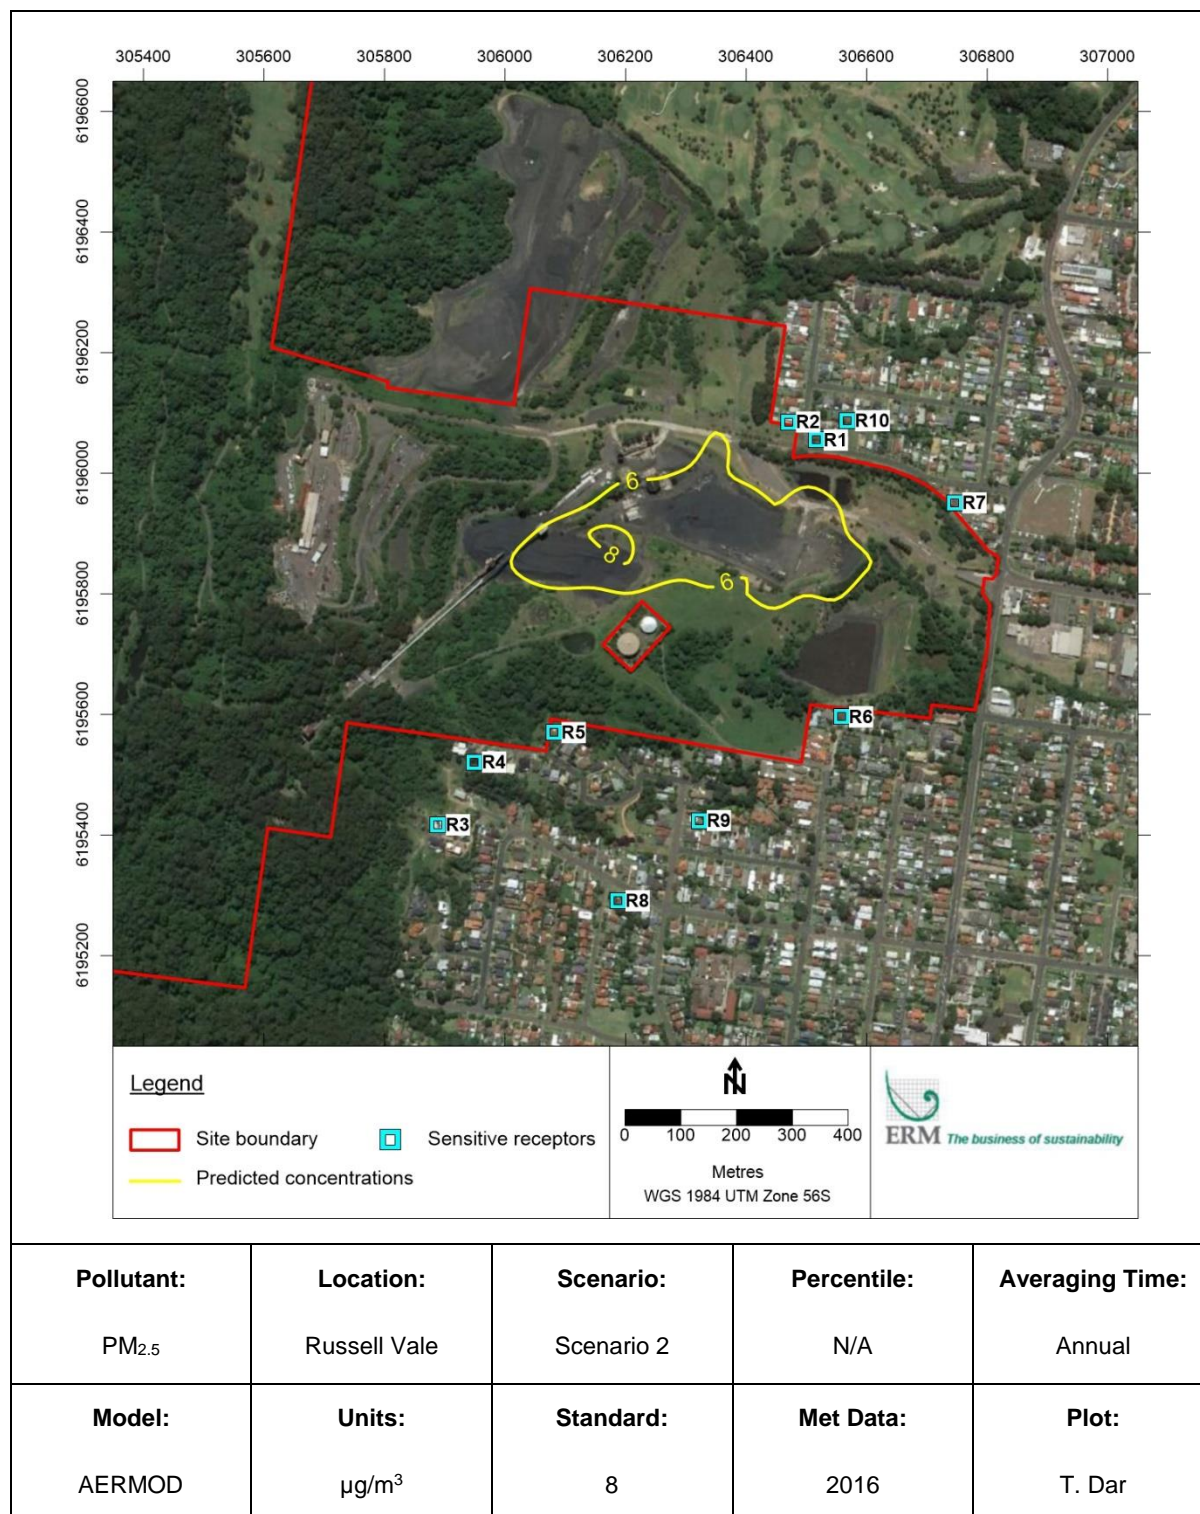 305400 305600 305800 306000 306200 306400 306600 306800 307000
6196600
6196400
6196200
6196000
6195800
6195600
6195400
6195200
R2
R10
R1
6
R7
8
6
R6
R5
R4
R3
R9
R8
Legend
Site boundary
Sensitive receptors
Predicted concentrations
N
0 100 200 300 400
Metres
WGS 1984 UTM Zone 56S
ERM The business of sustainability
Pollutant: Location: Scenario: Percentile: Averaging Time:
PM2.5 Russell Vale Scenario 2 N/A Annual
Model: Units: Standard: Met Data: Plot:
AERMOD µg/m³ 8 2016 T. Dar